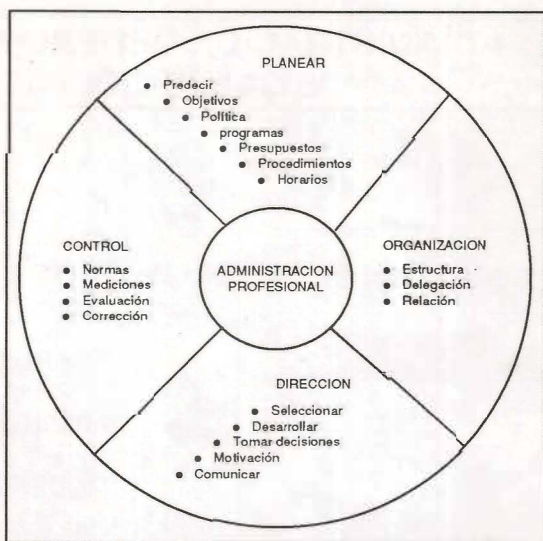 PLANEAR
• Predecir
• Objetivos
• Política
• programas
• Presupuestos
• Procedimientos
• Horarios
CONTROL
• Normas
• Mediciones
• Evaluación
• Corrección
ADMINISTRACION
PROFESIONAL
ORGANIZACION
• Estructura
• Delegación
• Relación
DIRECCION
• Seleccionar
• Desarrollar
• Tomar decisiones
• Motivación
• Comunicar